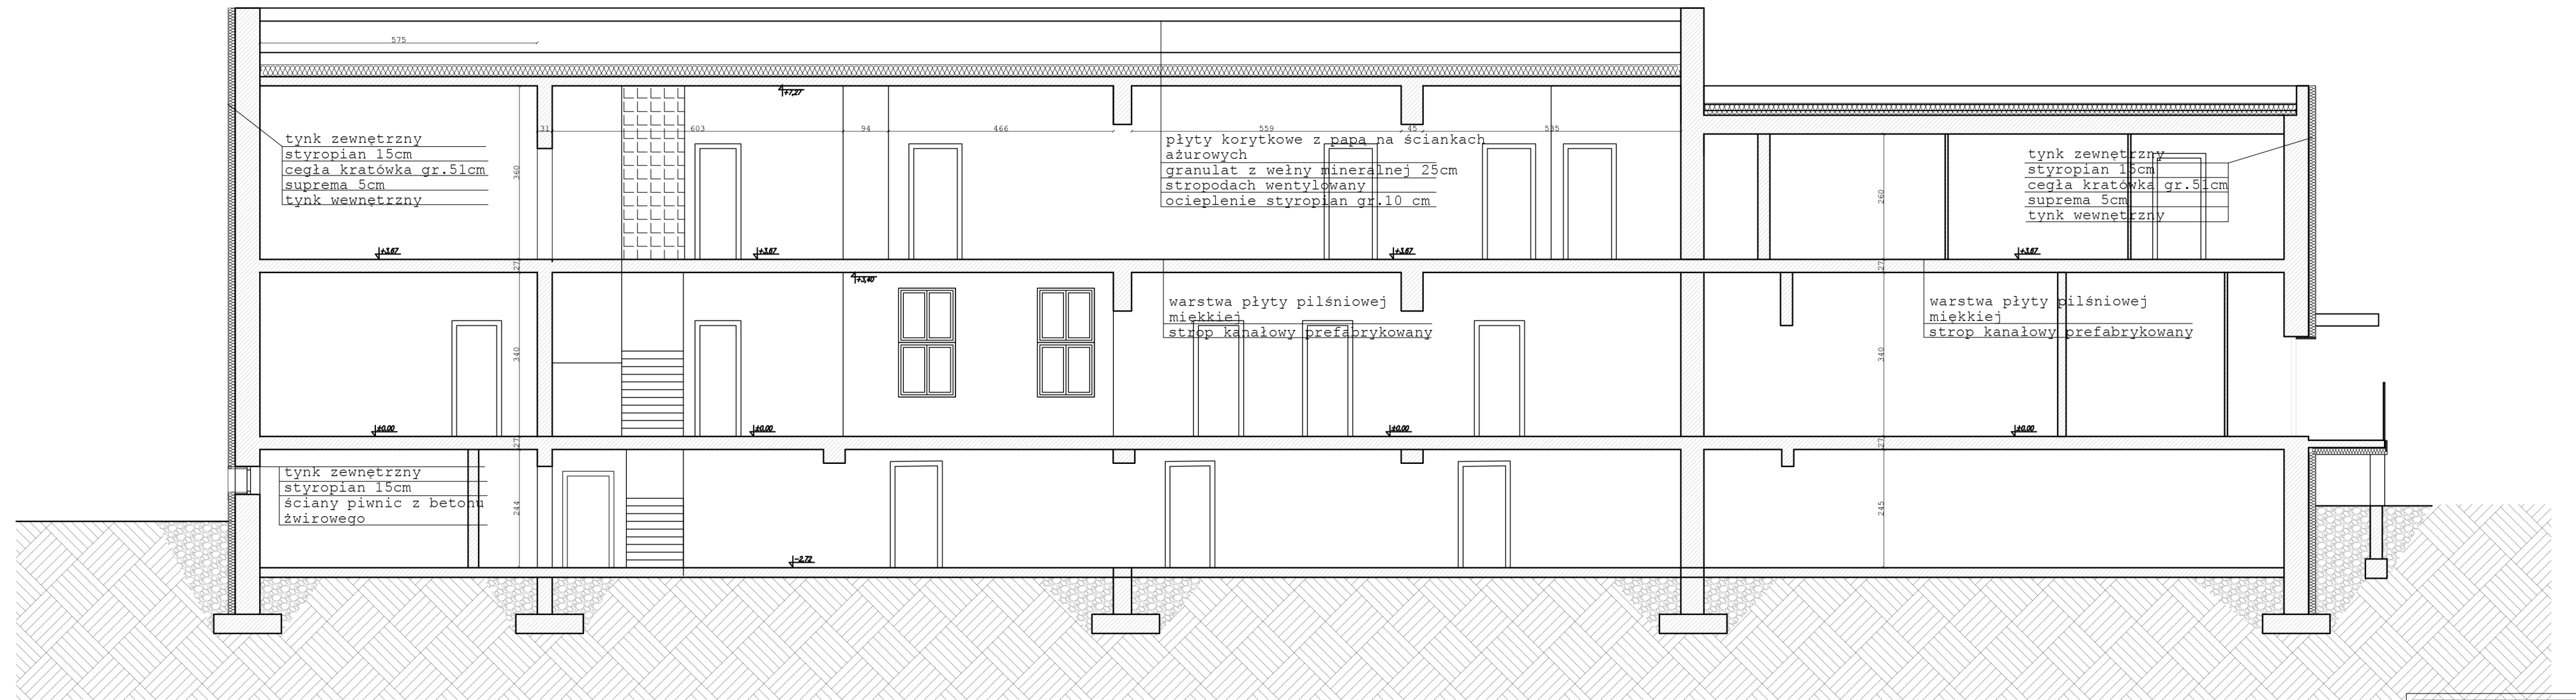 575
+7,27
31
603
94
466
559
45
535
tynk zewnętrzny
styropian 15cm
cegła kratówka gr.51cm
suprema 5cm
tynk wewnętrzny
360
płyty korytkowe z papą na ściankach
ażurowych
granulat z wełny mineralnej 25cm
stropodach wentylowany
ocieplenie styropian gr.10 cm
260
tynk zewnętrzny
styropian 15cm
cegła kratówka gr.51cm
suprema 5cm
tynk wewnętrzny
+3.67
+3.67
+3.67
+3.67
27
27
+3,40
warstwa płyty pilśniowej
miękkiej
strop kanałowy prefabrykowany
warstwa płyty pilśniowej
miękkiej
strop kanałowy prefabrykowany
340
340
±0.00
±0.00
±0.00
±0.00
27
27
tynk zewnętrzny
styropian 15cm
ściany piwnic z betonu
żwirowego
244
245
-2.72